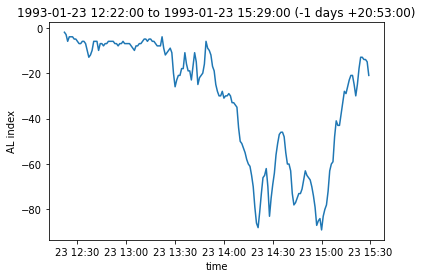 1993-01-23 12:22:00 to 1993-01-23 15:29:00 (-1 days +20:53:00)
0
−20
−40
−60
−80
AL index
23 12:30 23 13:00 23 13:30 23 14:00 23 14:30 23 15:00 23 15:30
time